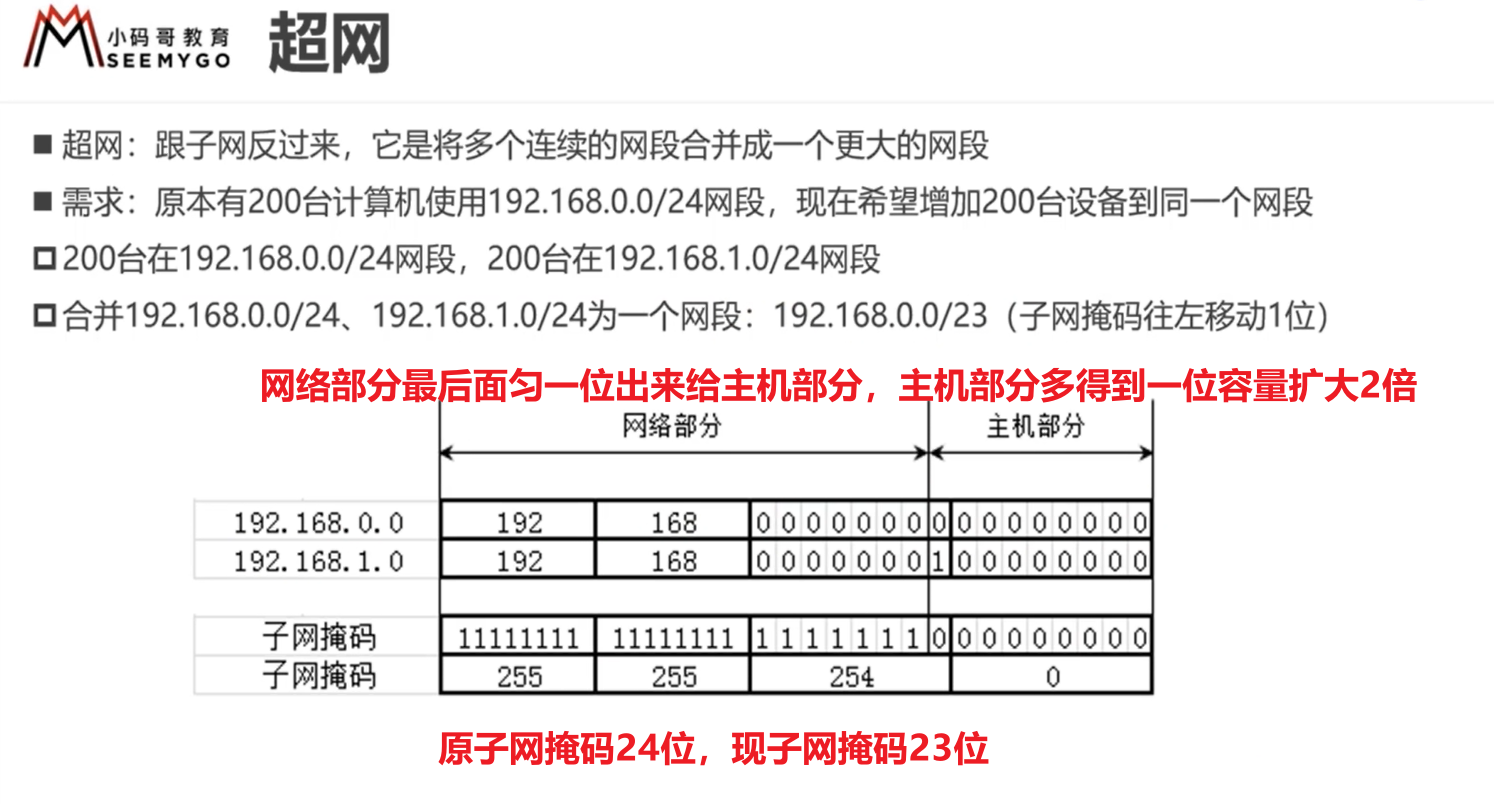 小码哥教育
SEEMYGO
超网
超网：跟子网反过来，它是将多个连续的网段合并成一个更大的网段
需求：原本有200台计算机使用192.168.0.0/24网段，现在希望增加200台设备到同一个网段
200台在192.168.0.0/24网段，200台在192.168.1.0/24网段
合并192.168.0.0/24、192.168.1.0/24为一个网段：192.168.0.0/23（子网掩码往左移动1位）
网络部分最后面匀一位出来给主机部分，主机部分多得到一位容量扩大2倍
网络部分 主机部分
192.168.0.0 192 168 0 0 0 0 0 0 0 0 0 0 0 0 0 0 0 0
192.168.1.0 192 168 0 0 0 0 0 0 0 1 0 0 0 0 0 0 0 0
子网掩码 11111111 11111111 1 1 1 1 1 1 1 0 0 0 0 0 0 0 0 0
子网掩码 255 255 254 0
原子网掩码24位，现子网掩码23位